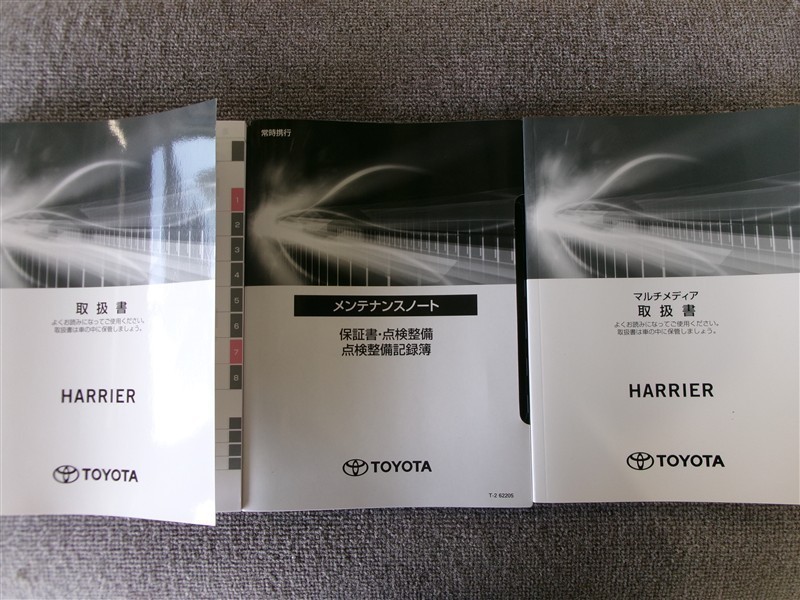 取扱書
よくお読みになってご使用ください。
取扱書は車の中に保管しましょう。
HARRIER
TOYOTA
1
2
3
4
5
6
7
8
常時携行
メンテナンスノート
保証書・点検整備
点検整備記録簿
TOYOTA
T-2 62205
マルチメディア
取扱書
よくお読みになってご使用ください。
取扱書は車の中に保管しましょう。
HARRIER
TOYOTA